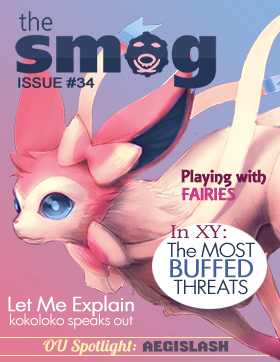 the
smog
ISSUE #34
Playing with
FAIRIES
In XY:
The MOST
BUFFED
THREATS
Let Me Explain
kokoloko speaks out
OU Spotlight: AEGISLASH